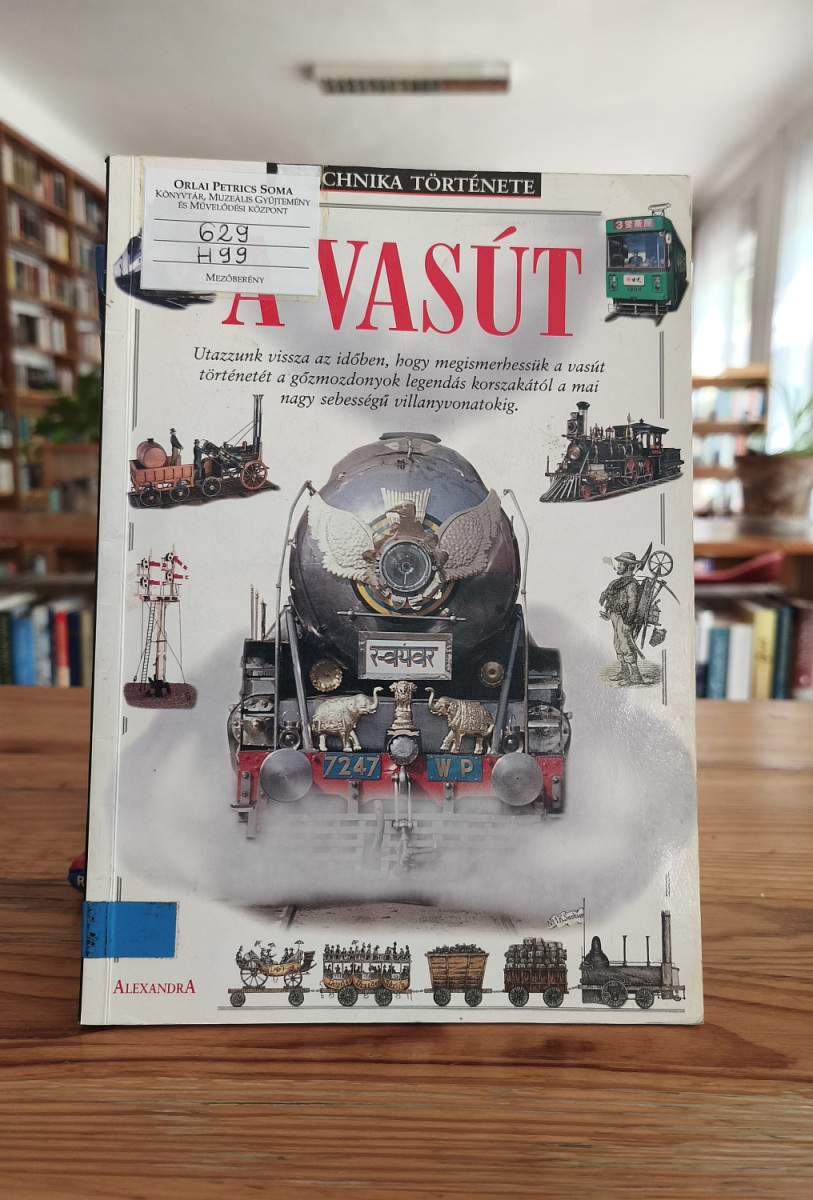 ORLAI PETRICS SOMA
KÖNYVTÁR, MUZEÁLIS GYŰJTEMÉNY
ÉS MŰVELŐDÉSI KÖZPONT
629
H99
MEZŐBERÉNY
CHNIKA TÖRTÉNETE
A VASÚT
Utazzunk vissza az időben, hogy megismerhessük a vasút
történetét a gőzmozdonyok legendás korszakától a mai
nagy sebességű villanyvonatokig.
स्वयंवर
7247 WP
ALEXANDRA